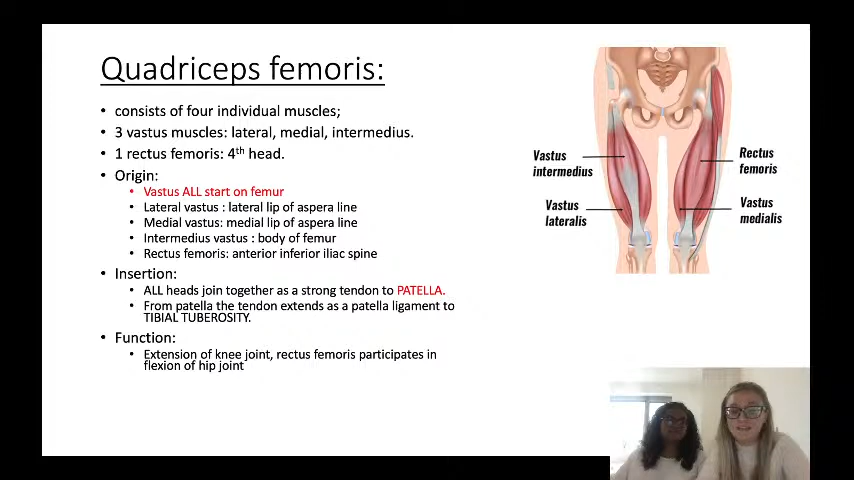 Quadriceps femoris:
consists of four individual muscles;
3 vastus muscles: lateral, medial, intermedius.
1 rectus femoris: 4th head.
Origin:
Vastus ALL start on femur
Lateral vastus : lateral lip of aspera line
Medial vastus: medial lip of aspera line
Intermedius vastus : body of femur
Rectus femoris: anterior inferior iliac spine
Insertion:
ALL heads join together as a strong tendon to PATELLA.
From patella the tendon extends as a patella ligament to
TIBIAL TUBEROSITY.
Function:
Extension of knee joint, rectus femoris participates in
flexion of hip joint
Vastus
intermedius
Vastus
lateralis
Rectus
femoris
Vastus
medialis